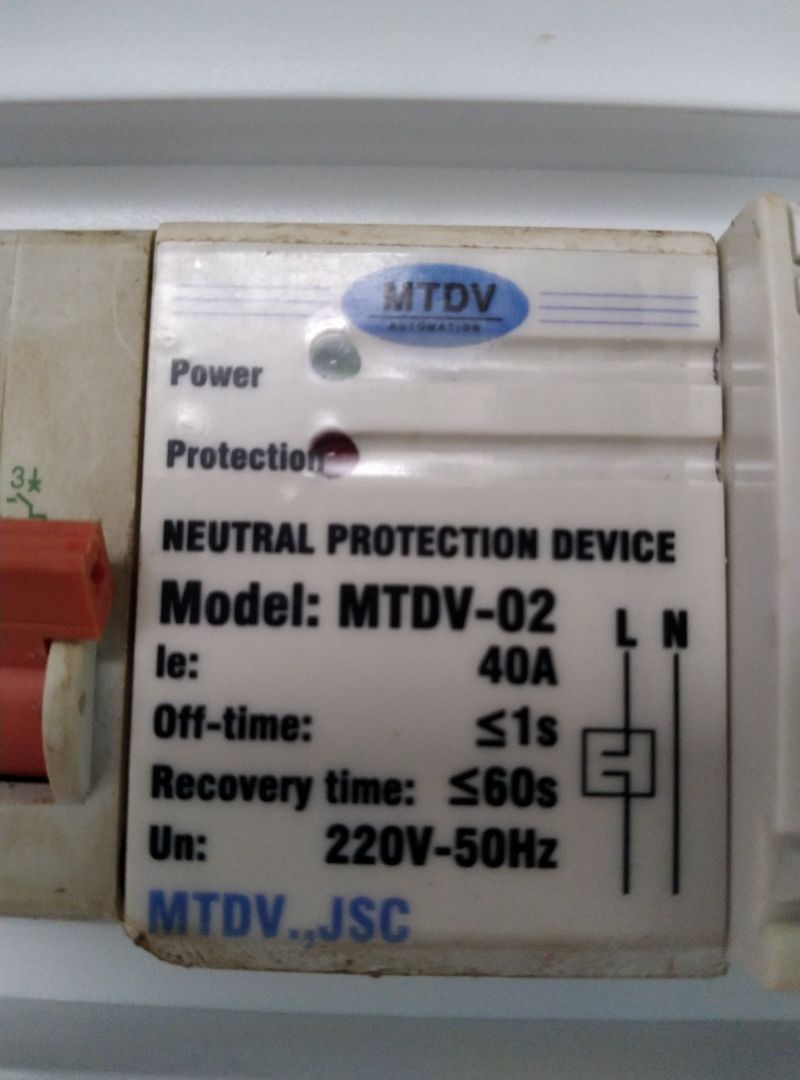 MTDV
AUTOMATION
Power
Protection
3*
NEUTRAL PROTECTION DEVICE
Model: MTDV-02
L N
Ie: 40A
Off-time: ≤1s
Recovery time: ≤60s
Un: 220V-50Hz
MTDV.,JSC